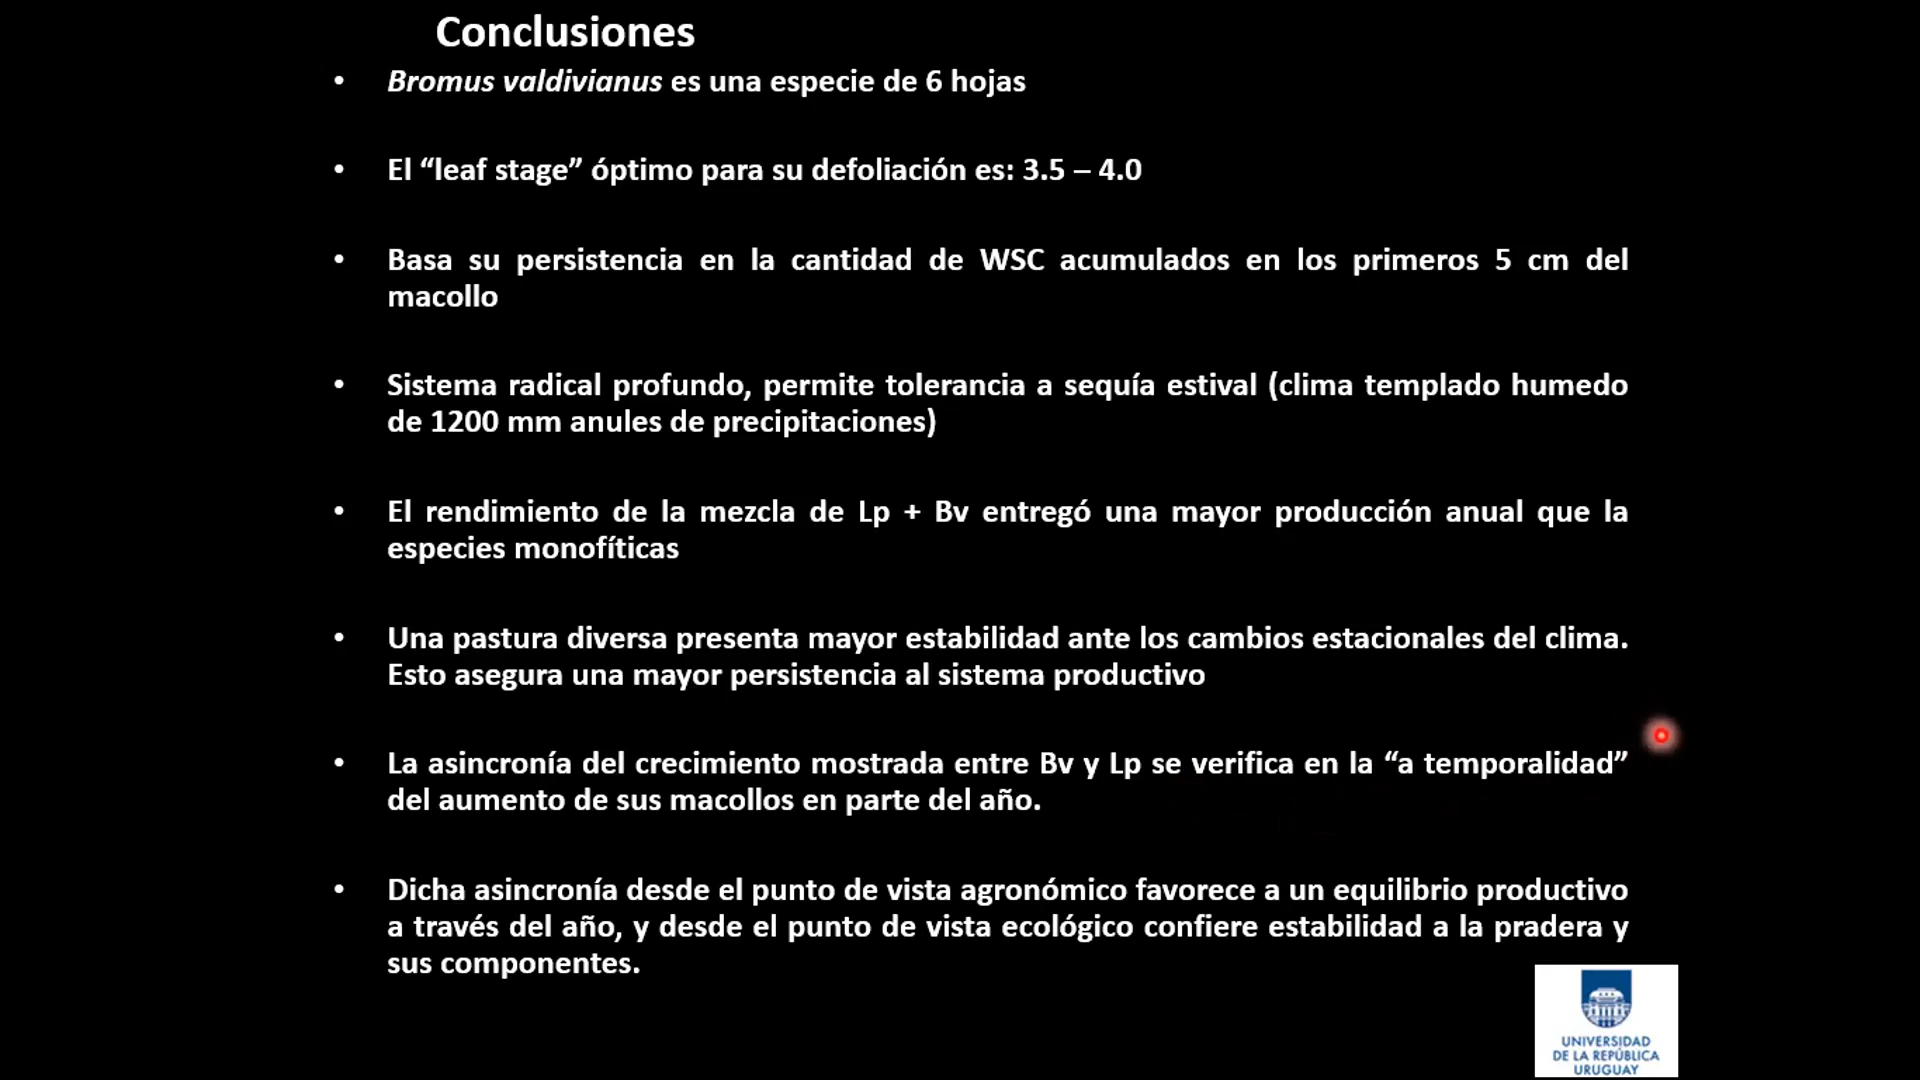 Conclusiones
• Bromus valdivianus es una especie de 6 hojas
• El “leaf stage” óptimo para su defoliación es: 3.5 – 4.0
• Basa su persistencia en la cantidad de WSC acumulados en los primeros 5 cm del
macollo
• Sistema radical profundo, permite tolerancia a sequía estival (clima templado humedo
de 1200 mm anules de precipitaciones)
• El rendimiento de la mezcla de Lp + Bv entregó una mayor producción anual que la
especies monofíticas
• Una pastura diversa presenta mayor estabilidad ante los cambios estacionales del clima.
Esto asegura una mayor persistencia al sistema productivo
• La asincronía del crecimiento mostrada entre Bv y Lp se verifica en la “a temporalidad”
del aumento de sus macollos en parte del año.
• Dicha asincronía desde el punto de vista agronómico favorece a un equilibrio productivo
a través del año, y desde el punto de vista ecológico confiere estabilidad a la pradera y
sus componentes.
UNIVERSIDAD
DE LA REPÚBLICA
URUGUAY